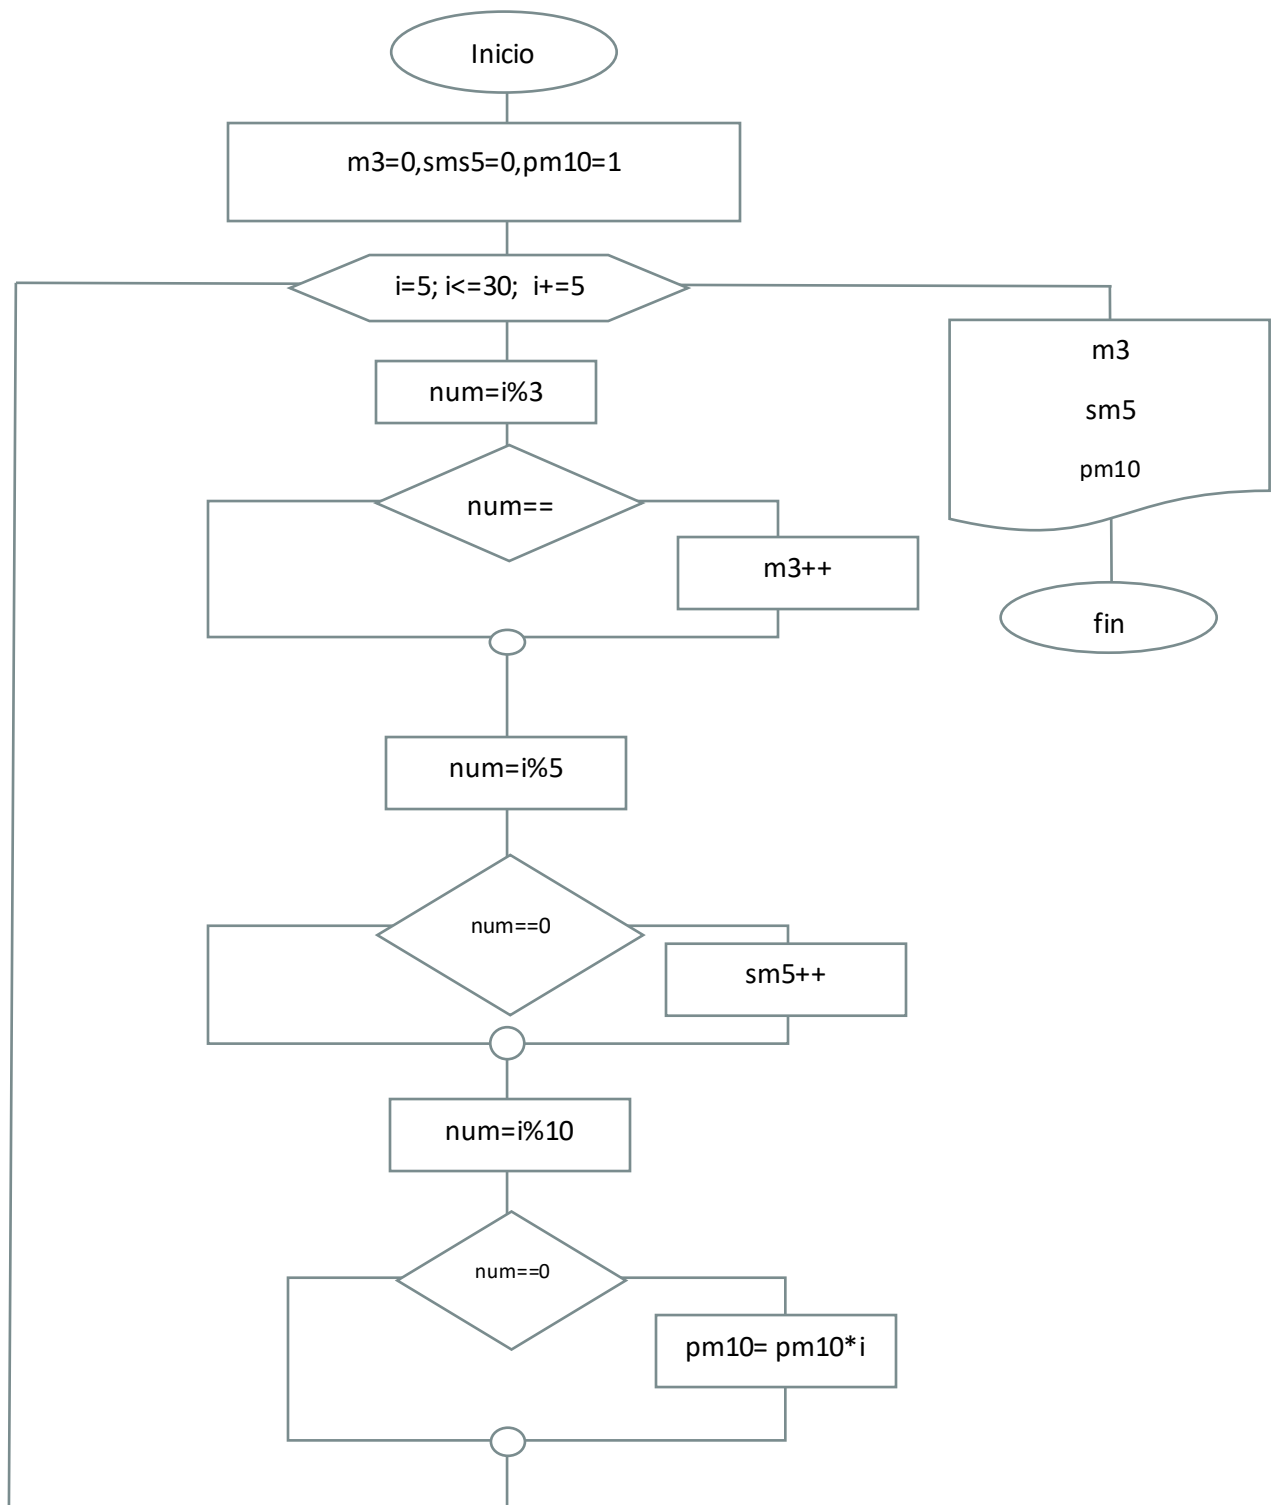 Inicio
m3=0,sms5=0,pm10=1
i=5; i<=30; i+=5
num=i%3
num==
m3++
num=i%5
num==0
sm5++
num=i%10
num==0
pm10= pm10*i
m3
sm5
pm10
fin